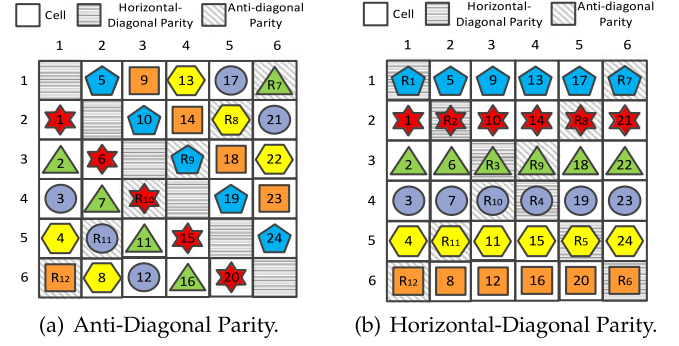 Cell Horizontal-Diagonal Parity Anti-diagonal Parity
1 2 3 4 5 6
1 5 9 13 17 R7
2 1 10 14 R8 21
3 2 6 R9 18 22
4 3 7 R10 19 23
5 4 R11 11 15 24
6 R12 8 12 16 20
(a) Anti-Diagonal Parity.
Cell Horizontal-Diagonal Parity Anti-diagonal Parity
1 2 3 4 5 6
1 R1 5 9 13 17 R7
2 1 R2 10 14 R8 21
3 2 6 R3 R9 18 22
4 3 7 R10 R4 19 23
5 4 R11 11 15 R5 24
6 R12 8 12 16 20 R6
(b) Horizontal-Diagonal Parity.